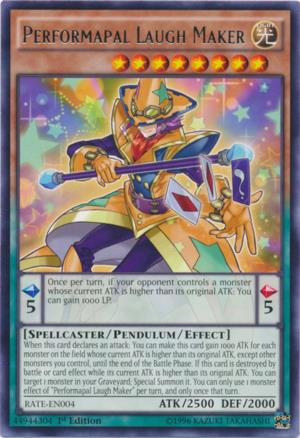 PERFORMAPAL LAUGH MAKER
LIGHT
光
Once per turn, if your opponent controls a
monster whose current ATK is higher than its original ATK: You
can gain 1000 LP.
5
5
[SPELLCASTER/PENDULUM/EFFECT]
When this card declares an attack: You can make this card gain 1000 ATK for each
monster on the field whose current ATK is higher than its original ATK, except other
monsters you control, until the end of the Battle Phase. If this card is destroyed by
battle or card effect while its current ATK is higher than its original ATK: You can
target 1 monster in your Graveyard; Special Summon it. You can only use 1 monster
effect of "Performapal Laugh Maker" per turn, and only once that turn.
RATE-EN004
ATK/2500 DEF/2000
44944304
1ST Edition
©1996 KAZUKI TAKAHASHI